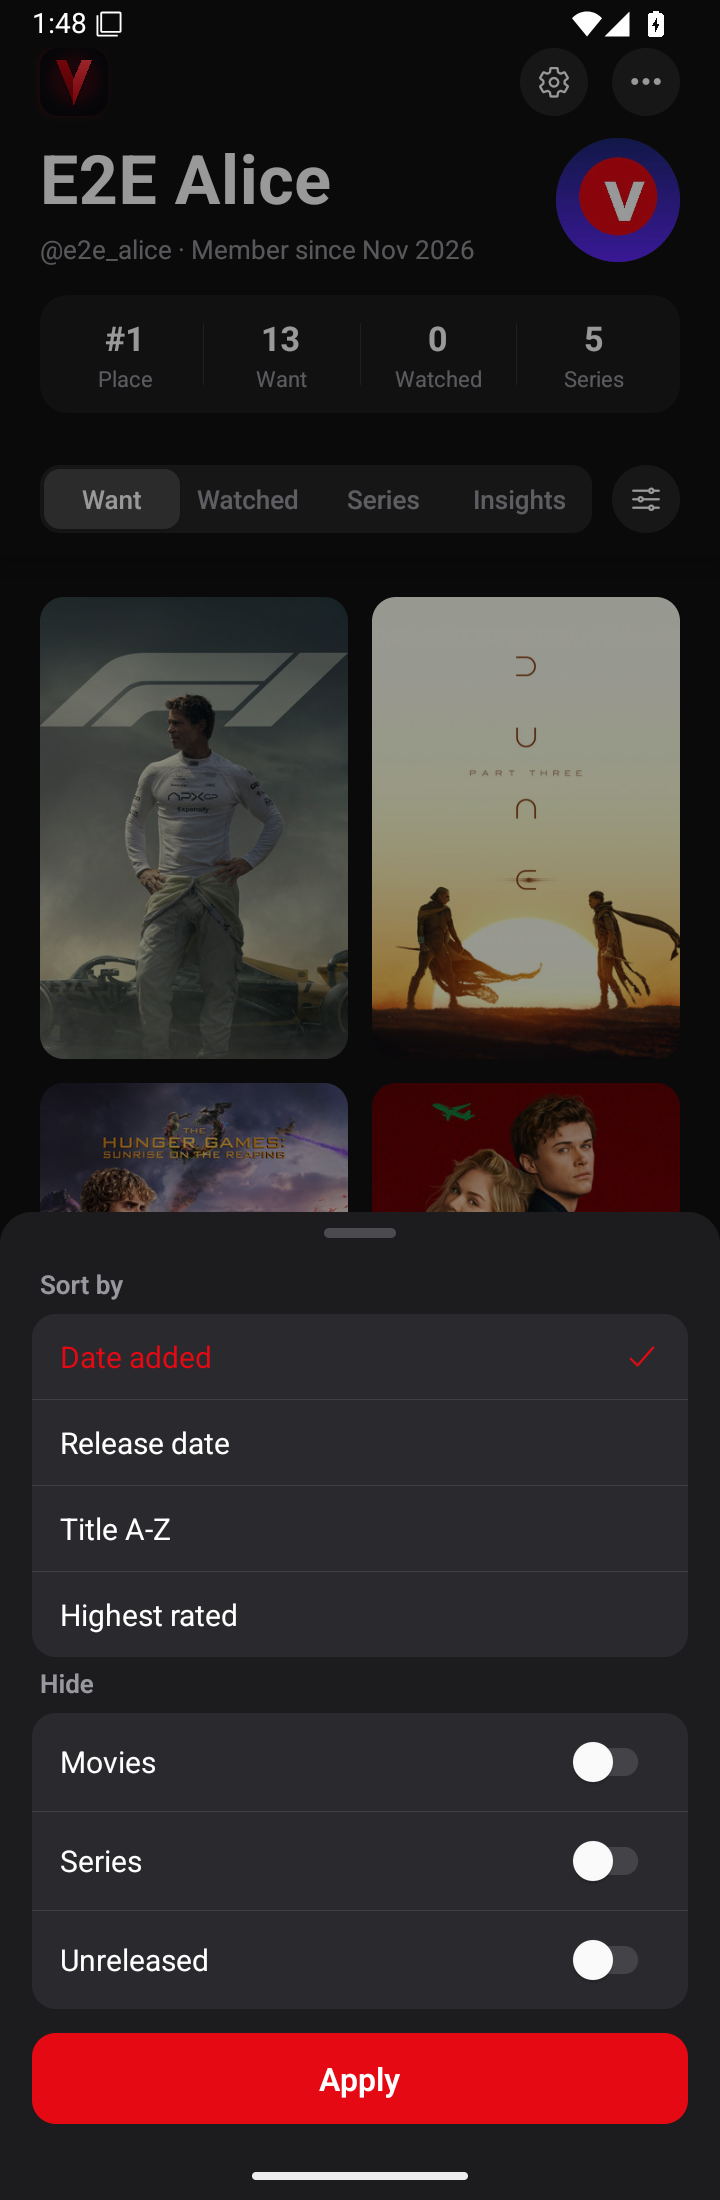 1:48
E2E Alice
V
@e2e_alice · Member since Nov 2026
#1 13 0 5
Place Want Watched Series
Want Watched Series Insights
F1
APXGP
Expensify
DUNE
PART THREE
THE
HUNGER GAMES:
SUNRISE ON THE REAPING
Sort by
Date added
Release date
Title A-Z
Highest rated
Hide
Movies
Series
Unreleased
Apply